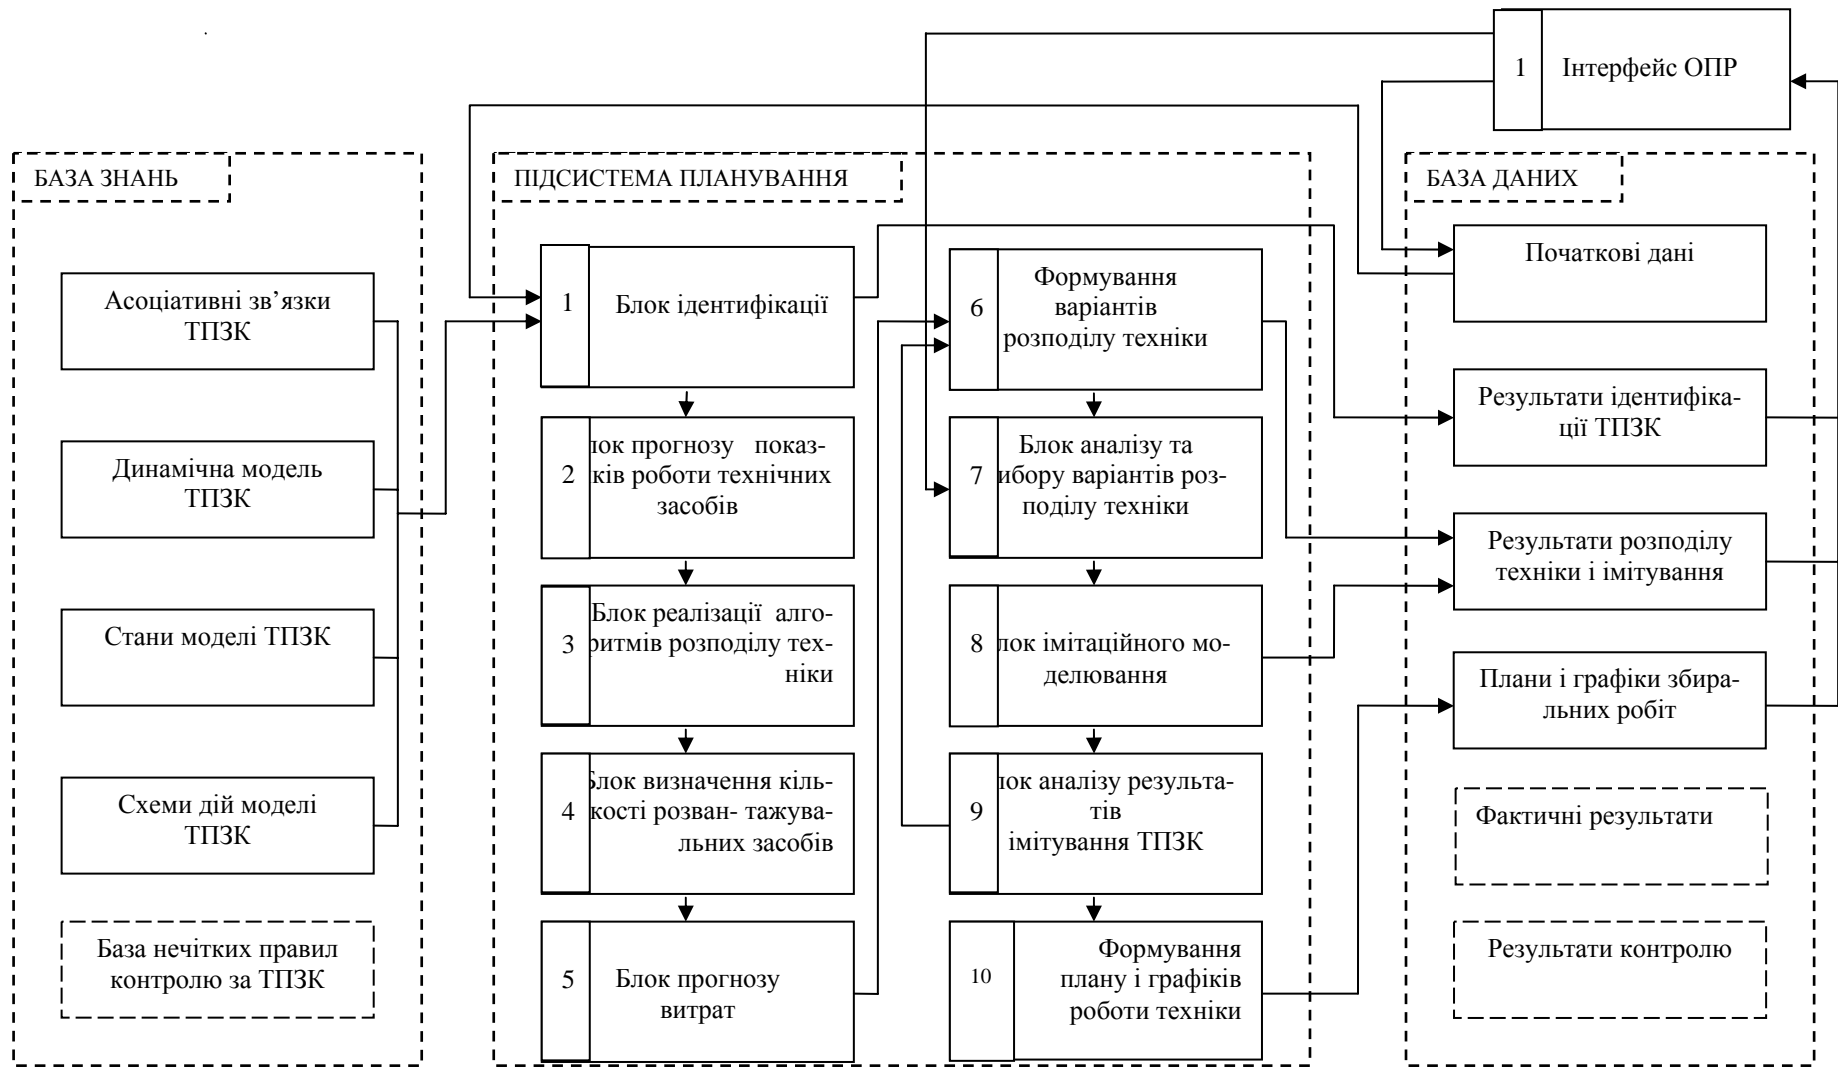 1
Інтерфейс ОПР
БАЗА ЗНАНЬ
Асоціативні зв’язки
ТПЗК
Динамічна модель
ТПЗК
Стани моделі ТПЗК
Схеми дій моделі
ТПЗК
База нечітких правил
контролю за ТПЗК
ПІДСИСТЕМА ПЛАНУВАННЯ
1
Блок ідентифікації
2
лок прогнозу показ-
ків роботи технічних
засобів
3
Блок реалізації алго-
ритмів розподілу тех-
ніки
4
Блок визначення кіль-
кості розван- тажува-
льних засобів
5
Блок прогнозу
витрат
6
Формування
варіантів
розподілу техніки
7
Блок аналізу та
ибору варіантів роз-
поділу техніки
8
лок імітаційного мо-
делювання
9
лок аналізу результа-
тів
імітування ТПЗК
10
Формування
плану і графіків
роботи техніки
БАЗА ДАНИХ
Початкові дані
Результати ідентифіка-
ції ТПЗК
Результати розподілу
техніки і імітування
Плани і графіки збира-
льних робіт
Фактичні результати
Результати контролю